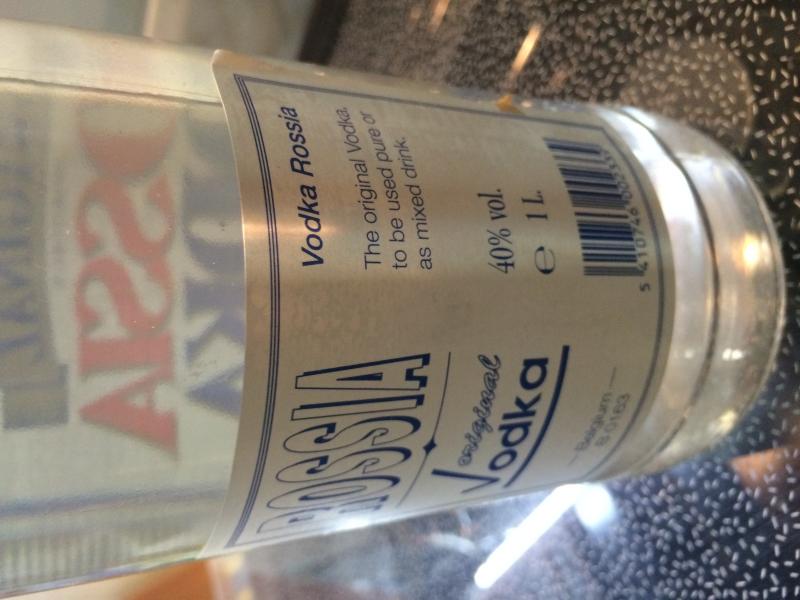 ROSSIA
original
Vodka
Belgium
B 0163
Vodka Rossia
The original Vodka.
to be used pure or
as mixed drink.
40% vol.
e 1 L.